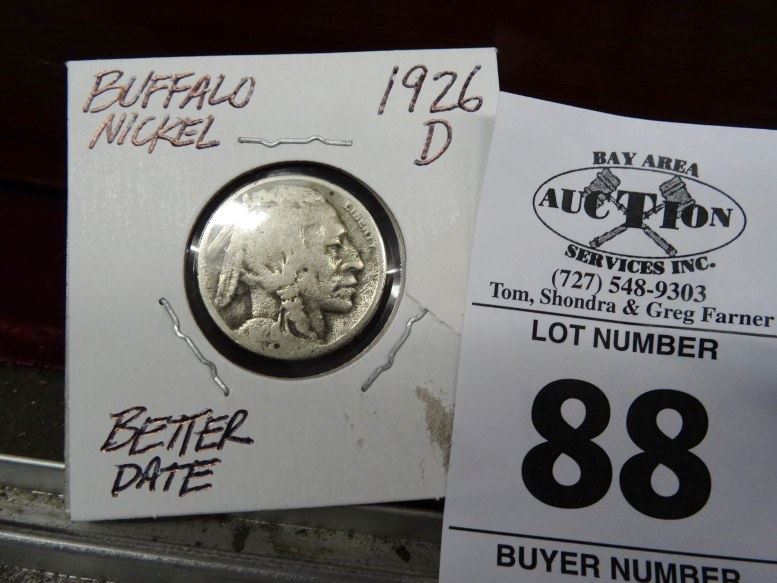 BUFFALO
NICKEL
1926
D
LIBERTY
BETTER
DATE
BAY AREA
AUCTION
SERVICES INC.
(727) 548-9303
Tom, Shondra & Greg Farner
LOT NUMBER
88
BUYER NUMBER